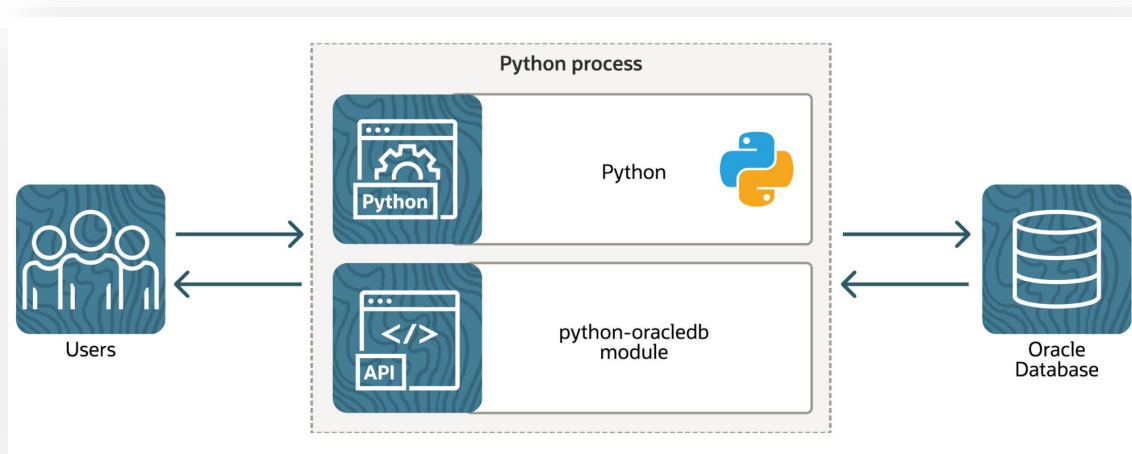 Python process
Python
Python
Users
API
python-oracledb
module
Oracle
Database